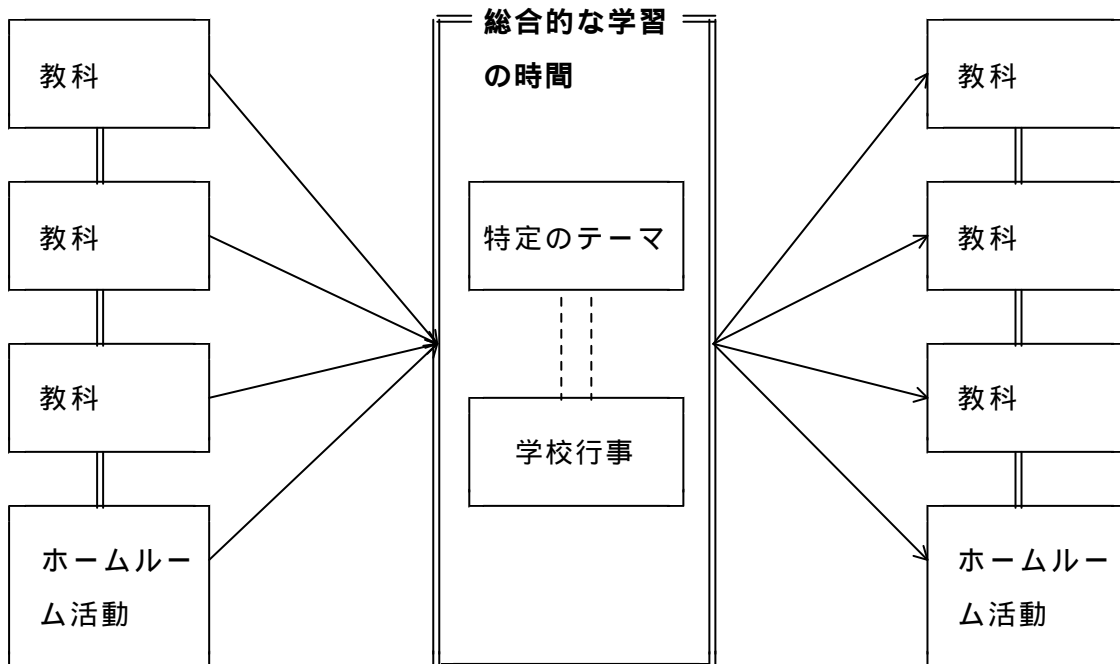 教科
教科
教科
ホームルー
ム活動
総合的な学習
の時間
特定のテーマ
学校行事
教科
教科
教科
ホームルー
ム活動